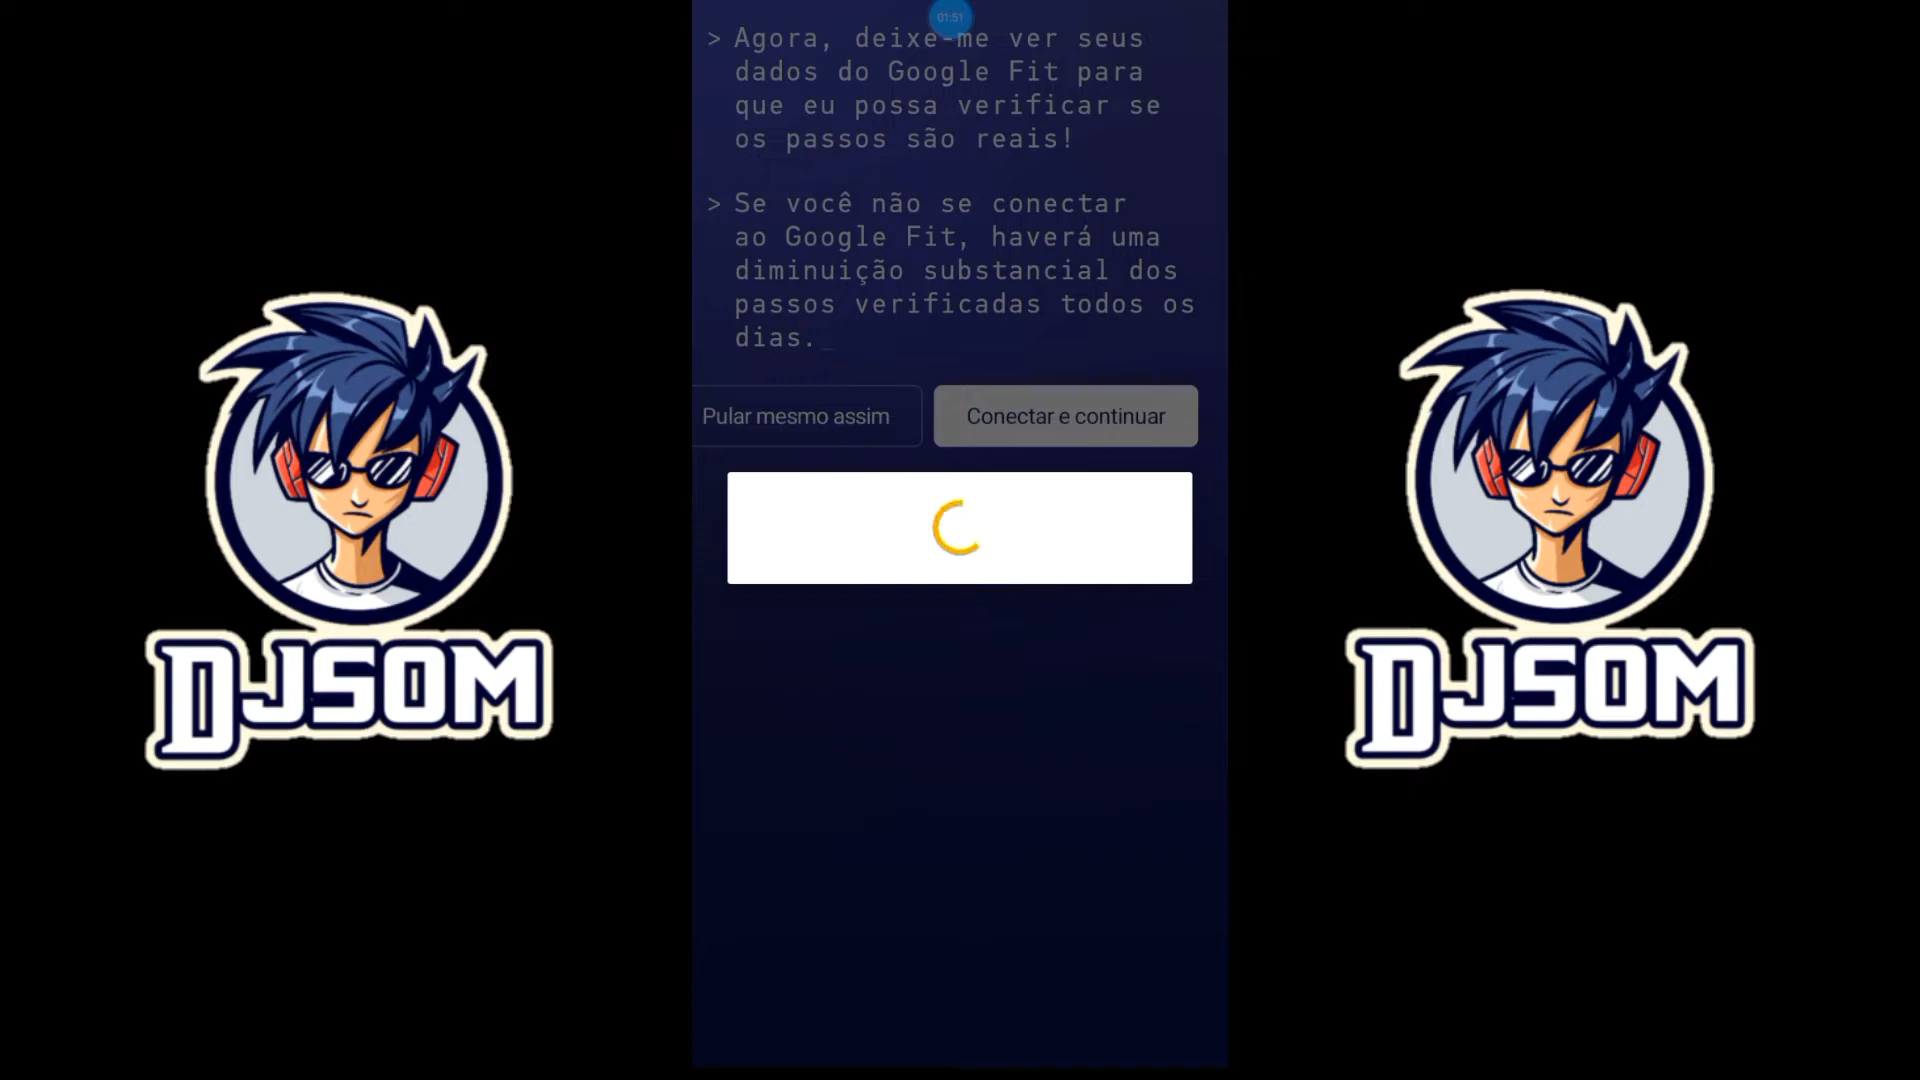 01:51
> Agora, deixe-me ver seus
dados do Google Fit para
que eu possa verificar se
os passos são reais!
> Se você não se conectar
ao Google Fit, haverá uma
diminuição substancial dos
passos verificadas todos os
dias._
Pular mesmo assim
Conectar e continuar
DJSOM
DJSOM